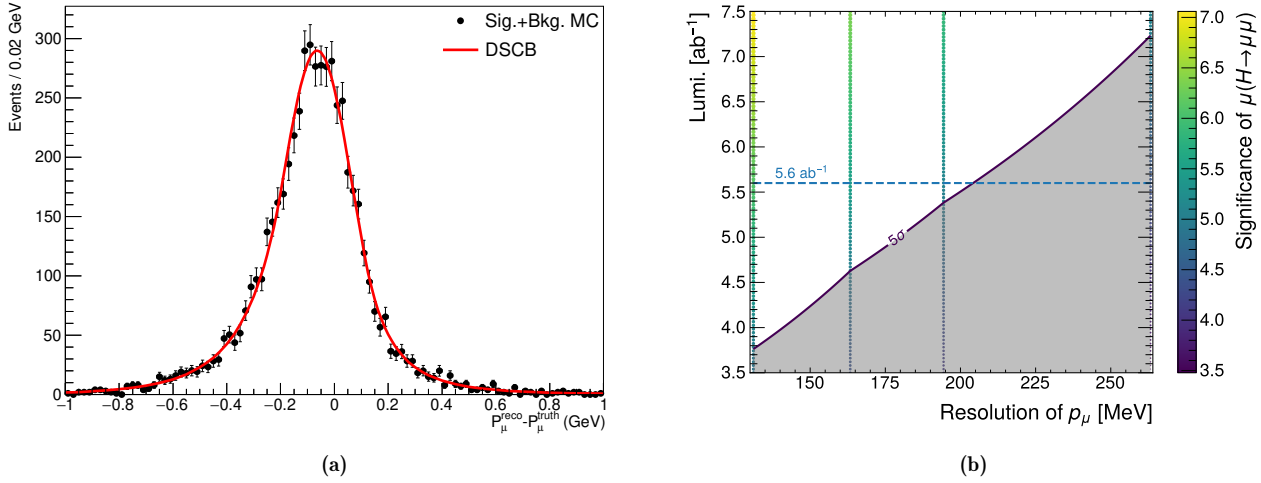 Events / 0.02 GeV
300
250
200
150
100
50
0
−1 −0.8 −0.6 −0.4 −0.2 0 0.2 0.4 0.6 0.8 1
P_μ^reco-P_μ^truth (GeV)
Sig.+Bkg. MC
DSCB
(a)
Lumi. [ab⁻¹]
7.5
7.0
6.5
6.0
5.5
5.0
4.5
4.0
3.5
5.6 ab⁻¹
5σ
150 175 200 225 250
Resolution of p_μ [MeV]
7.0
6.5
6.0
5.5
5.0
4.5
4.0
3.5
Significance of μ(H→μμ)
(b)